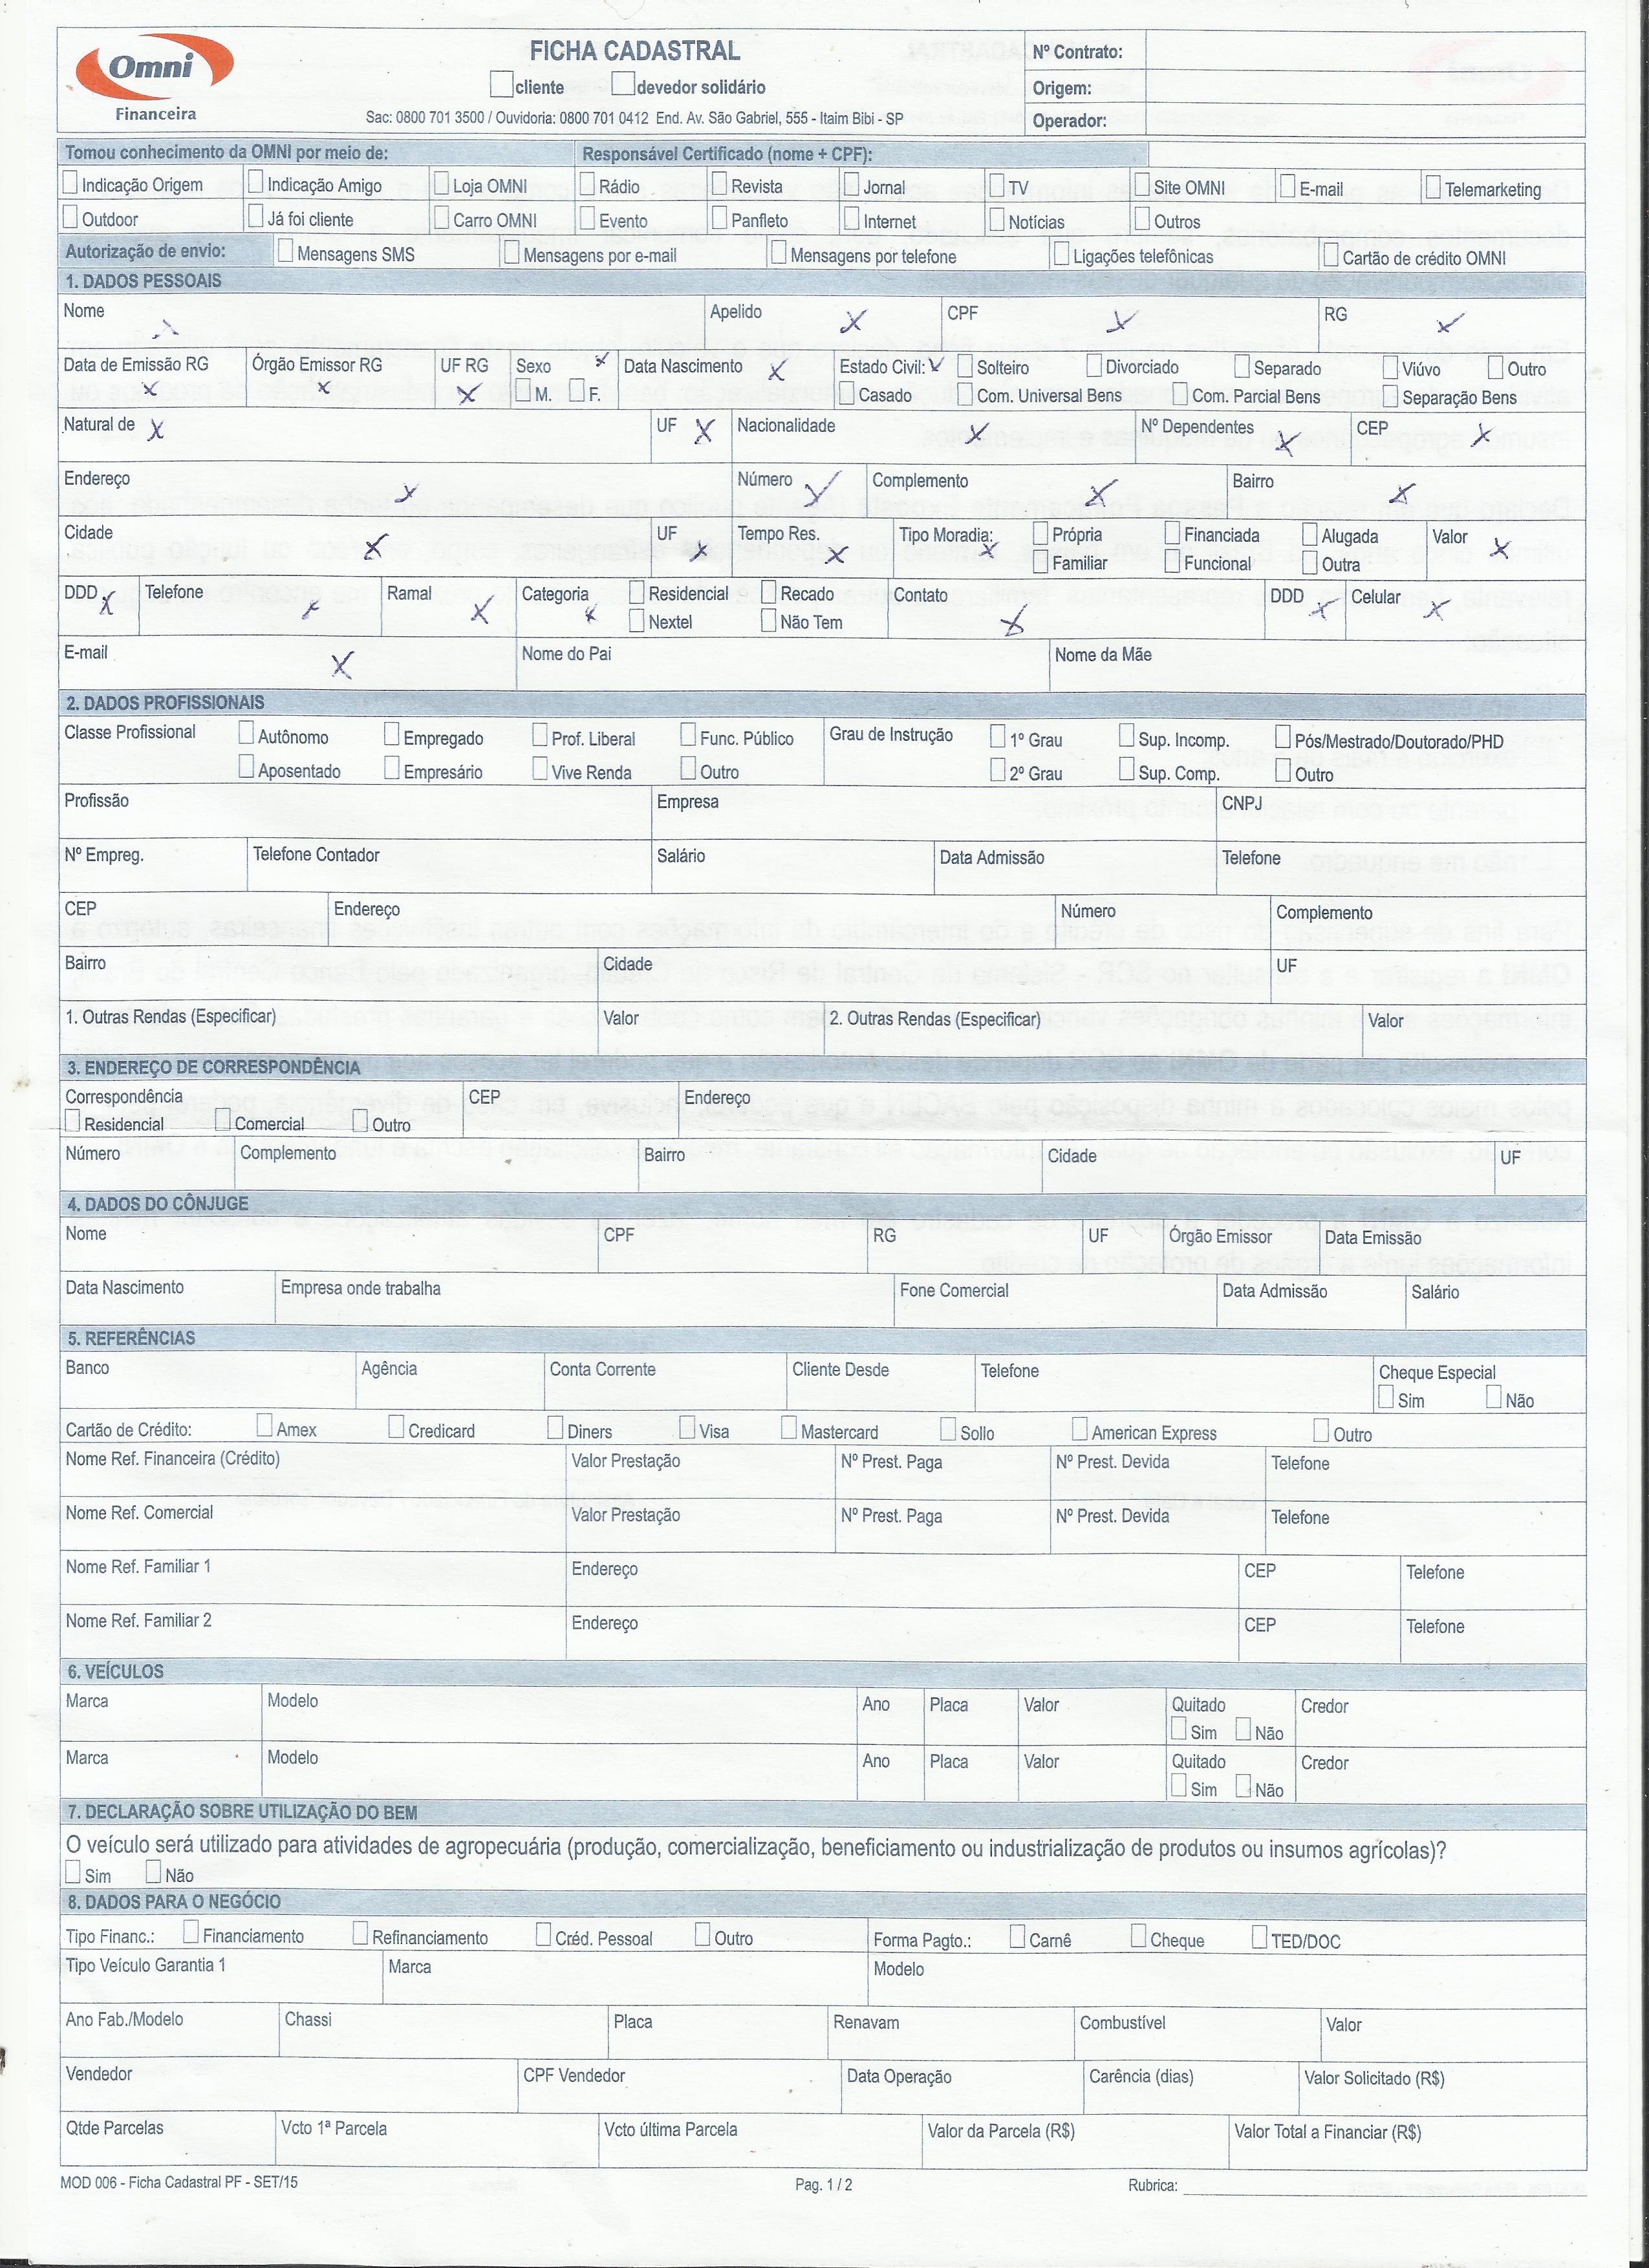 Omni
Financeira
FICHA CADASTRAL
cliente devedor solidário
Sac: 0800 701 3500 / Ouvidoria: 0800 701 0412 End. Av. São Gabriel, 555 - Itaim Bibi - SP
Nº Contrato:
Origem:
Operador:
Tomou conhecimento da OMNI por meio de: Responsável Certificado (nome + CPF):
Indicação Origem Indicação Amigo Loja OMNI Rádio Revista Jornal TV Site OMNI E-mail Telemarketing
Outdoor Já foi cliente Carro OMNI Evento Panfleto Internet Notícias Outros
Autorização de envio: Mensagens SMS Mensagens por e-mail Mensagens por telefone Ligações telefônicas Cartão de crédito OMNI
1. DADOS PESSOAIS
Nome Apelido X CPF X RG X
Data de Emissão RG X Órgão Emissor RG X UF RG X Sexo X Data Nascimento X Estado Civil: X Solteiro Divorciado Separado Viúvo Outro
M. F. Casado Com. Universal Bens Com. Parcial Bens Separação Bens
Natural de X UF X Nacionalidade X Nº Dependentes X CEP X
Endereço X Número X Complemento X Bairro X
Cidade X UF X Tempo Res. X Tipo Moradia: X Própria Financiada Alugada Valor X
Familiar Funcional Outra
DDD X Telefone X Ramal X Categoria X Residencial Recado Contato X DDD X Celular X
Nextel Não Tem
E-mail X Nome do Pai Nome da Mãe
2. DADOS PROFISSIONAIS
Classe Profissional Autônomo Empregado Prof. Liberal Func. Público Grau de Instrução 1º Grau Sup. Incomp. Pós/Mestrado/Doutorado/PHD
Aposentado Empresário Vive Renda Outro 2º Grau Sup. Comp. Outro
Profissão Empresa CNPJ
Nº Empreg. Telefone Contador Salário Data Admissão Telefone
CEP Endereço Número Complemento
Bairro Cidade UF
1. Outras Rendas (Especificar) Valor 2. Outras Rendas (Especificar) Valor
3. ENDEREÇO DE CORRESPONDÊNCIA
Correspondência CEP Endereço
Residencial Comercial Outro
Número Complemento Bairro Cidade UF
4. DADOS DO CÔNJUGE
Nome CPF RG UF Órgão Emissor Data Emissão
Data Nascimento Empresa onde trabalha Fone Comercial Data Admissão Salário
5. REFERÊNCIAS
Banco Agência Conta Corrente Cliente Desde Telefone Cheque Especial
Sim Não
Cartão de Crédito: Amex Credicard Diners Visa Mastercard Sollo American Express Outro
Nome Ref. Financeira (Crédito) Valor Prestação Nº Prest. Paga Nº Prest. Devida Telefone
Nome Ref. Comercial Valor Prestação Nº Prest. Paga Nº Prest. Devida Telefone
Nome Ref. Familiar 1 Endereço CEP Telefone
Nome Ref. Familiar 2 Endereço CEP Telefone
6. VEÍCULOS
Marca Modelo Ano Placa Valor Quitado Credor
Sim Não
Marca Modelo Ano Placa Valor Quitado Credor
Sim Não
7. DECLARAÇÃO SOBRE UTILIZAÇÃO DO BEM
O veículo será utilizado para atividades de agropecuária (produção, comercialização, beneficiamento ou industrialização de produtos ou insumos agrícolas)?
Sim Não
8. DADOS PARA O NEGÓCIO
Tipo Financ.: Financiamento Refinanciamento Créd. Pessoal Outro Forma Pagto.: Carnê Cheque TED/DOC
Tipo Veículo Garantia 1 Marca Modelo
Ano Fab./Modelo Chassi Placa Renavam Combustível Valor
Vendedor CPF Vendedor Data Operação Carência (dias) Valor Solicitado (R$)
Qtde Parcelas Vcto 1ª Parcela Vcto última Parcela Valor da Parcela (R$) Valor Total a Financiar (R$)
MOD 006 - Ficha Cadastral PF - SET/15 Pag. 1 / 2 Rubrica: